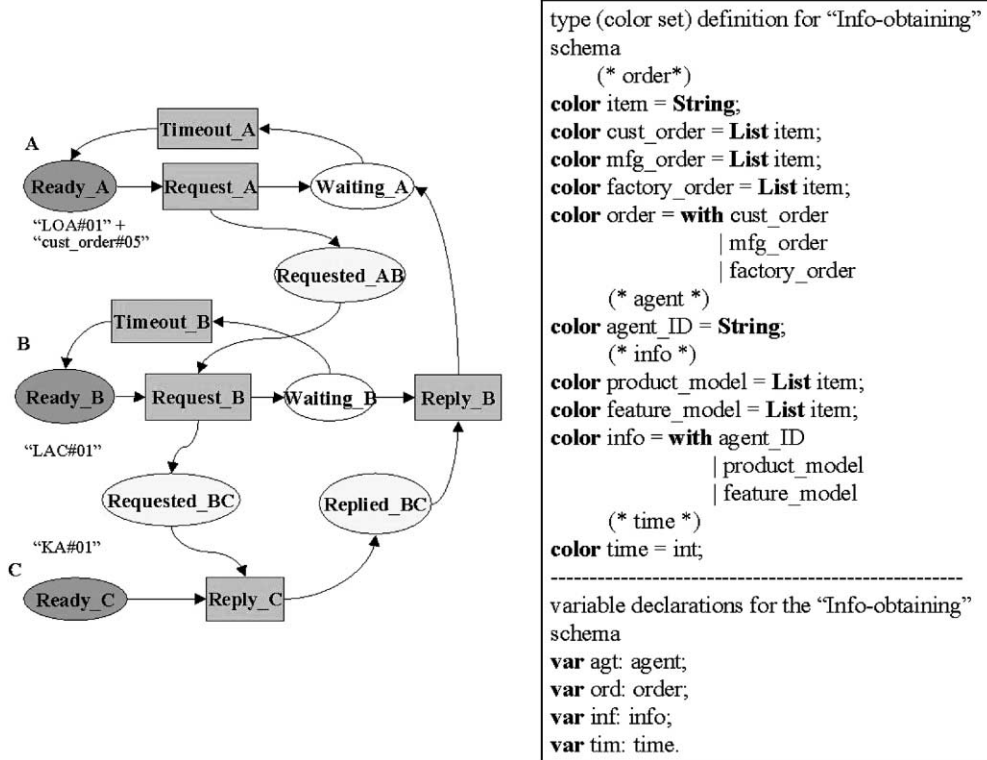 Timeout_A
A
Ready_A
Request_A
Waiting_A
“LOA#01” +
“cust_order#05”
Requested_AB
Timeout_B
B
Ready_B
Request_B
Waiting_B
Reply_B
“LAC#01”
Requested_BC
Replied_BC
“KA#01”
C
Ready_C
Reply_C
type (color set) definition for “Info-obtaining”
schema
(* order*)
color item = String;
color cust_order = List item;
color mfg_order = List item;
color factory_order = List item;
color order = with cust_order
| mfg_order
| factory_order
(* agent *)
color agent_ID = String;
(* info *)
color product_model = List item;
color feature_model = List item;
color info = with agent_ID
| product_model
| feature_model
(* time *)
color time = int;
------------------------------------------------------
variable declarations for the “Info-obtaining”
schema
var agt: agent;
var ord: order;
var inf: info;
var tim: time.